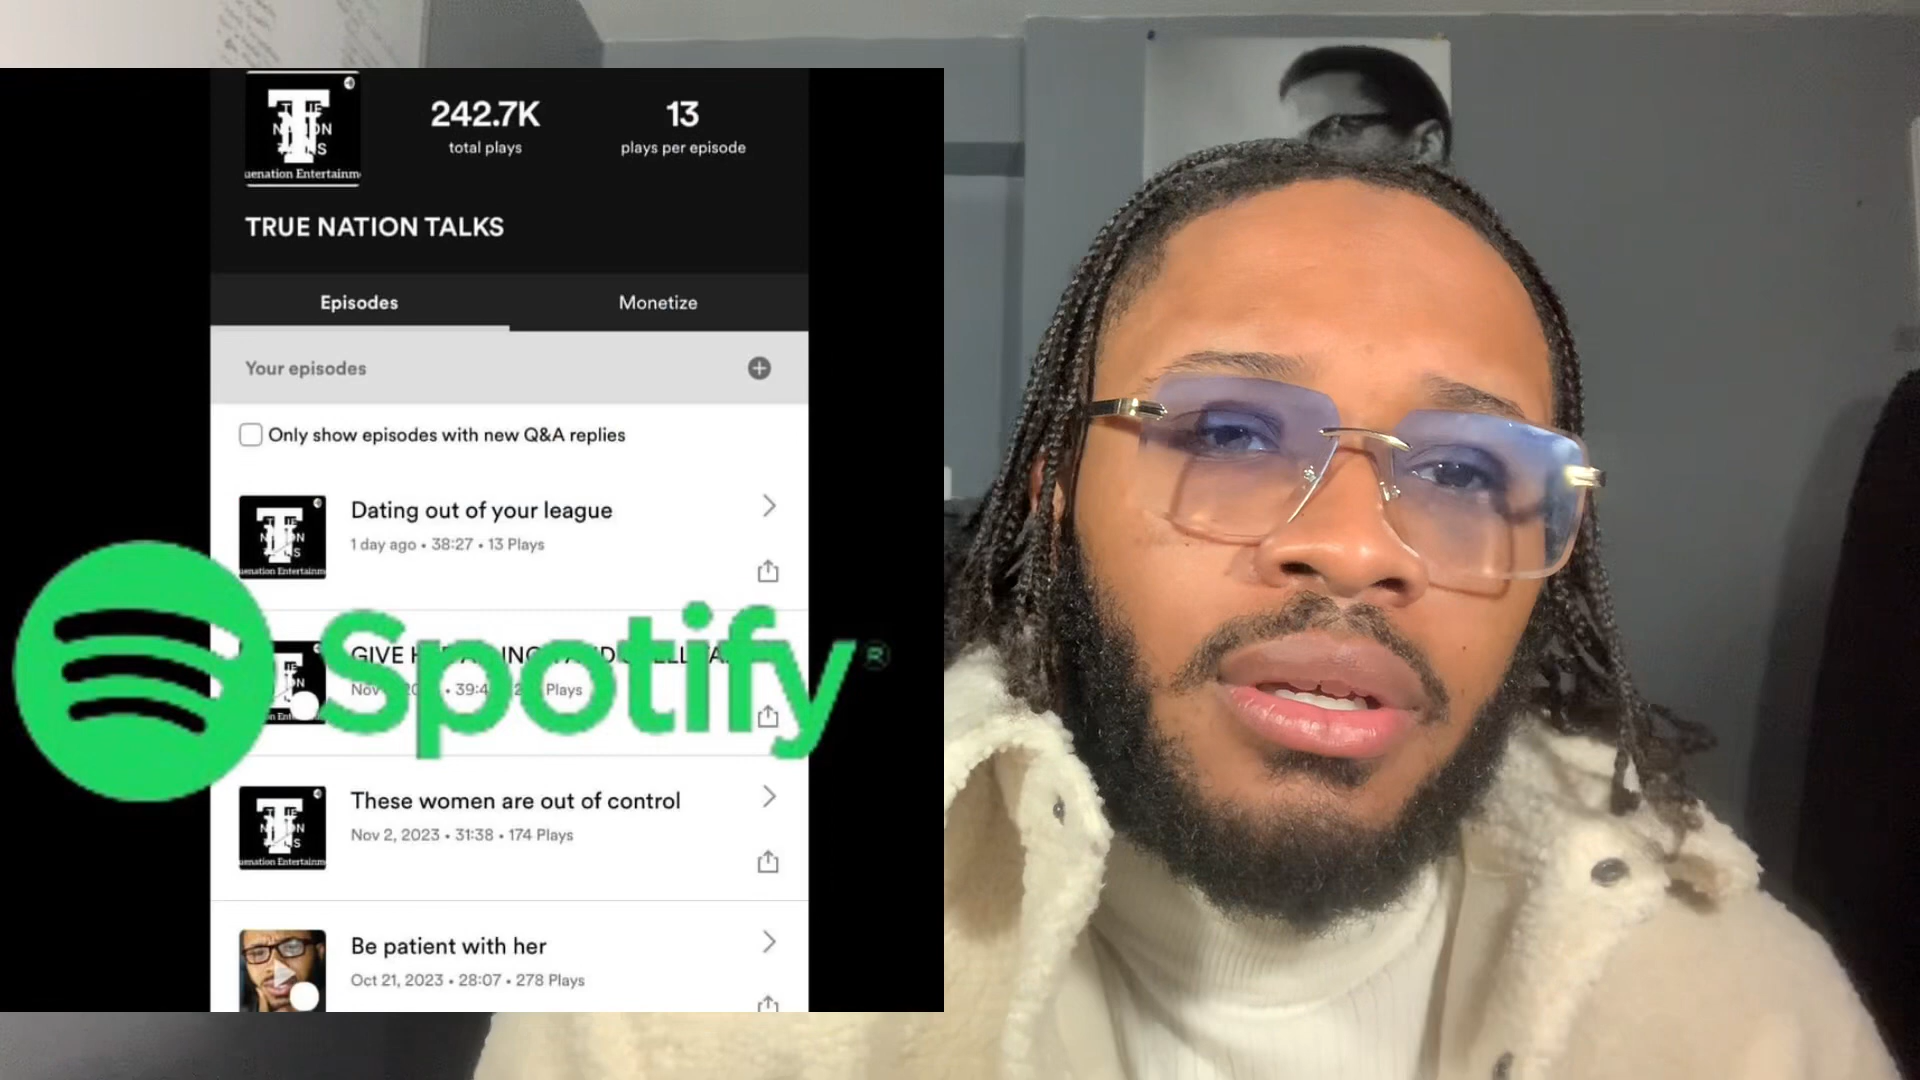 242.7K
total plays
13
plays per episode
TRUE NATION TALKS
Episodes
Monetize
Your episodes
Only show episodes with new Q&A replies
Dating out of your league
1 day ago • 38:27 • 13 Plays
Spotify
These women are out of control
Nov 2, 2023 • 31:38 • 174 Plays
Be patient with her
Oct 21, 2023 • 28:07 • 278 Plays